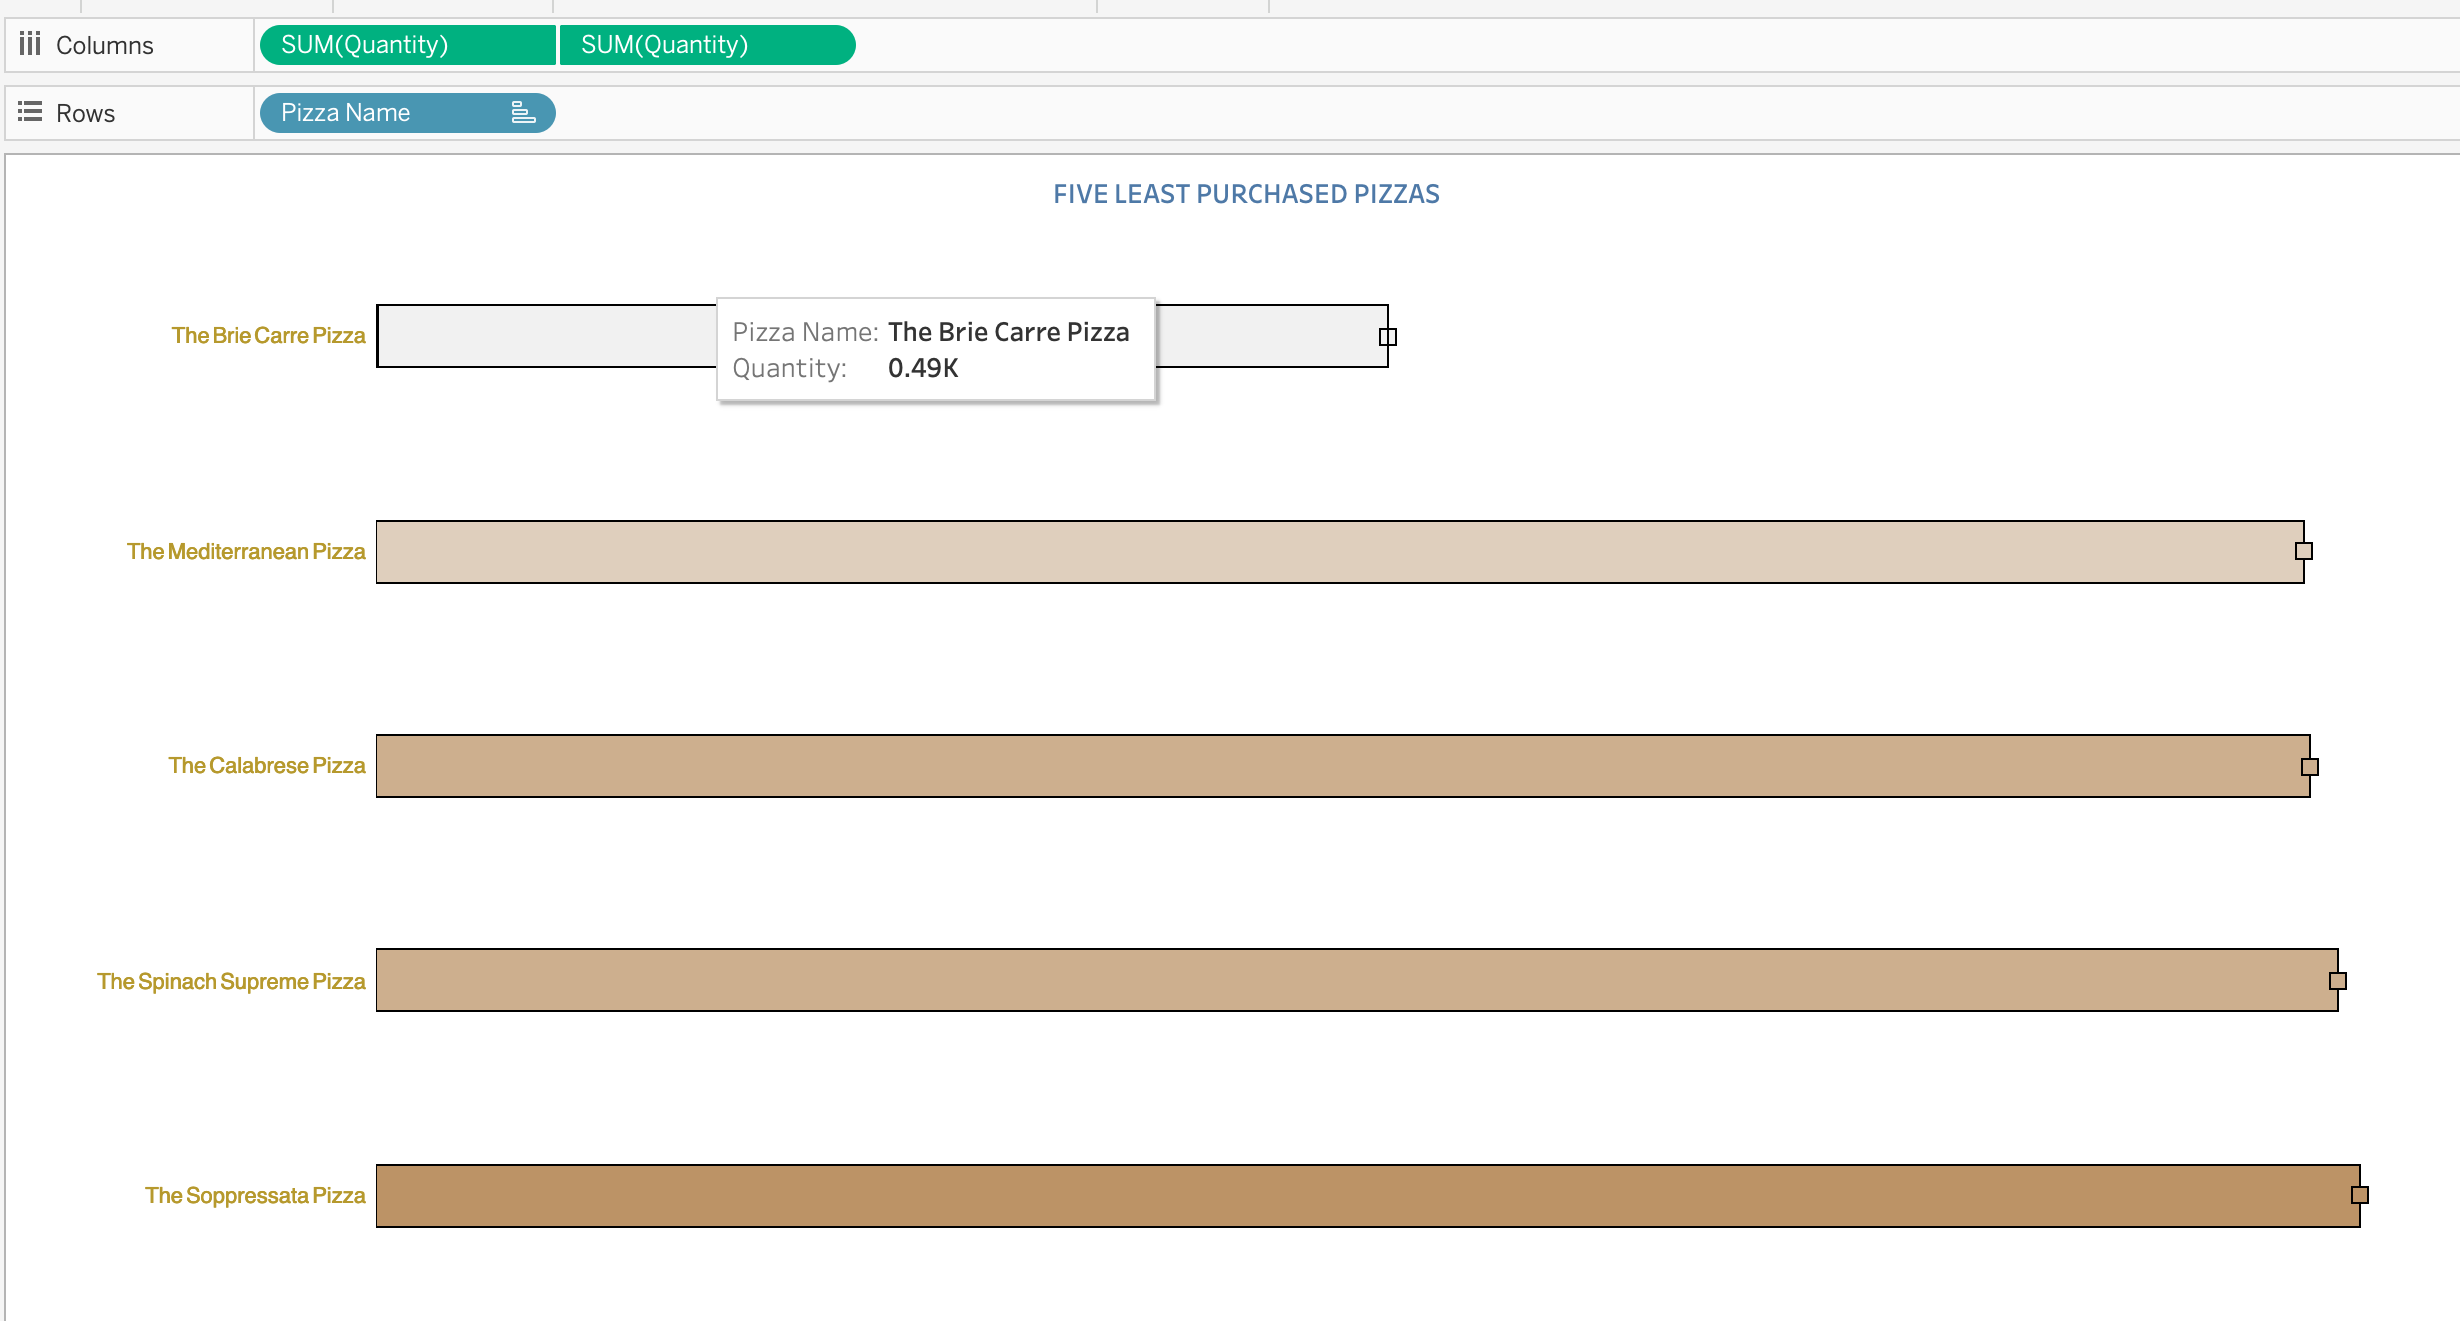 Columns
SUM(Quantity)
SUM(Quantity)
Rows
Pizza Name
FIVE LEAST PURCHASED PIZZAS
The Brie Carre Pizza
Pizza Name: The Brie Carre Pizza
Quantity: 0.49K
The Mediterranean Pizza
The Calabrese Pizza
The Spinach Supreme Pizza
The Soppressata Pizza